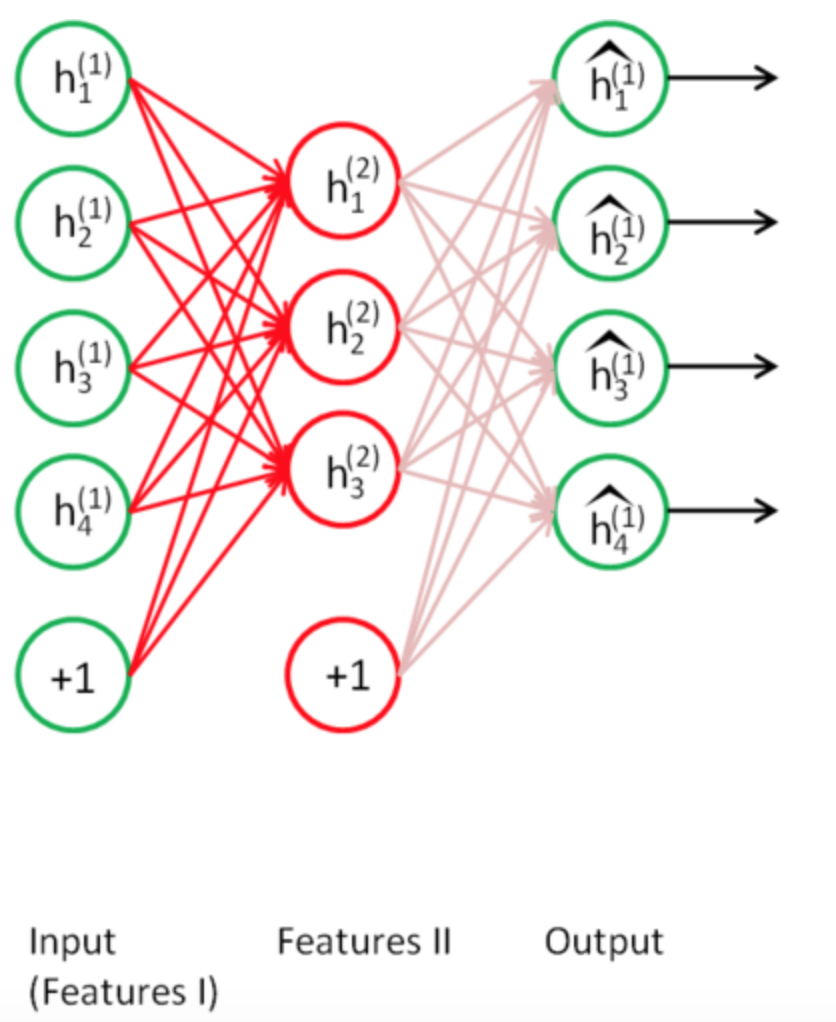 h₁⁽¹⁾
h₂⁽¹⁾
h₃⁽¹⁾
h₄⁽¹⁾
+1
h₁⁽²⁾
h₂⁽²⁾
h₃⁽²⁾
+1
ĥ₁⁽¹⁾
ĥ₂⁽¹⁾
ĥ₃⁽¹⁾
ĥ₄⁽¹⁾
Input
(Features I)
Features II
Output